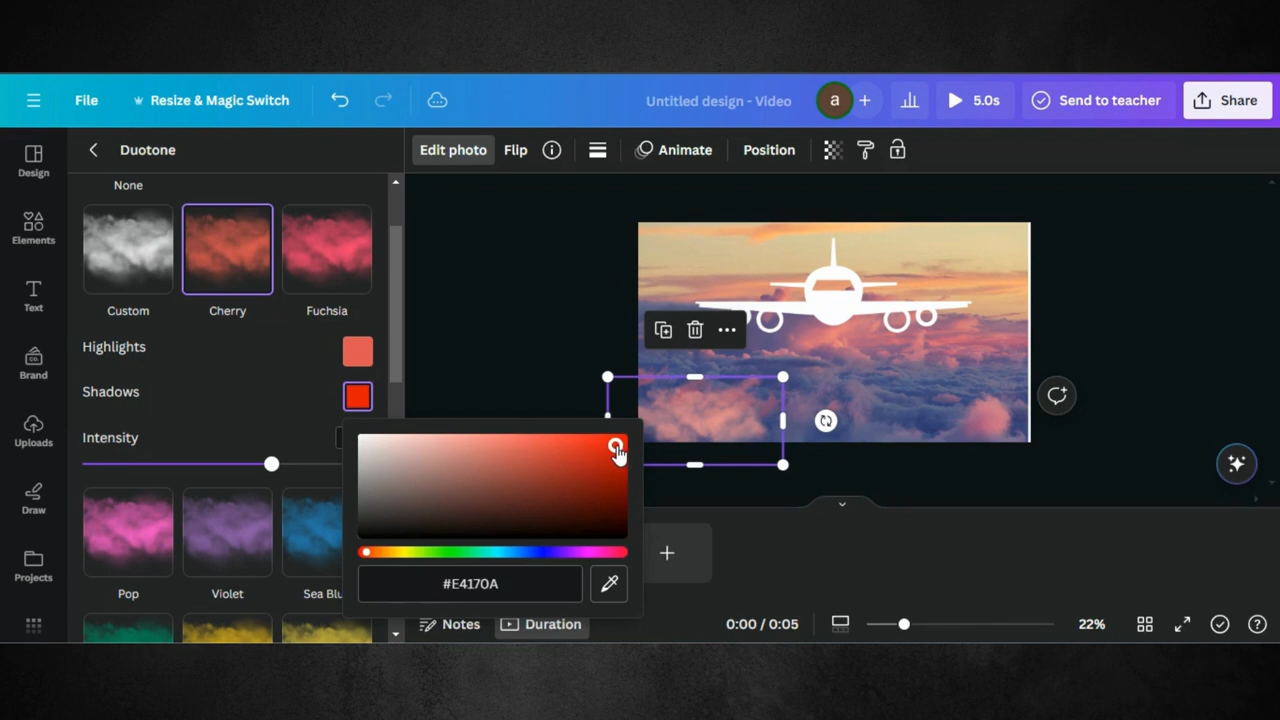 File
Resize & Magic Switch
Untitled design - Video
a
5.0s
Send to teacher
Share
Design
Elements
Text
Brand
Uploads
Draw
Projects
Duotone
None
Custom
Cherry
Fuchsia
Highlights
Shadows
Intensity
Pop
Violet
Sea Blu
#E4170A
Edit photo
Flip
Animate
Position
Notes
Duration
0:00 / 0:05
22%